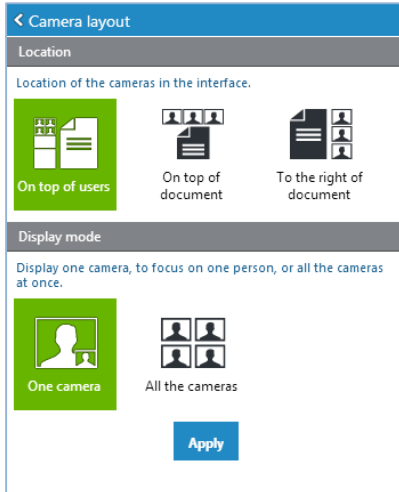 Camera layout
Location
Location of the cameras in the interface.
On top of users
On top of
document
To the right of
document
Display mode
Display one camera, to focus on one person, or all the cameras
at once.
One camera
All the cameras
Apply